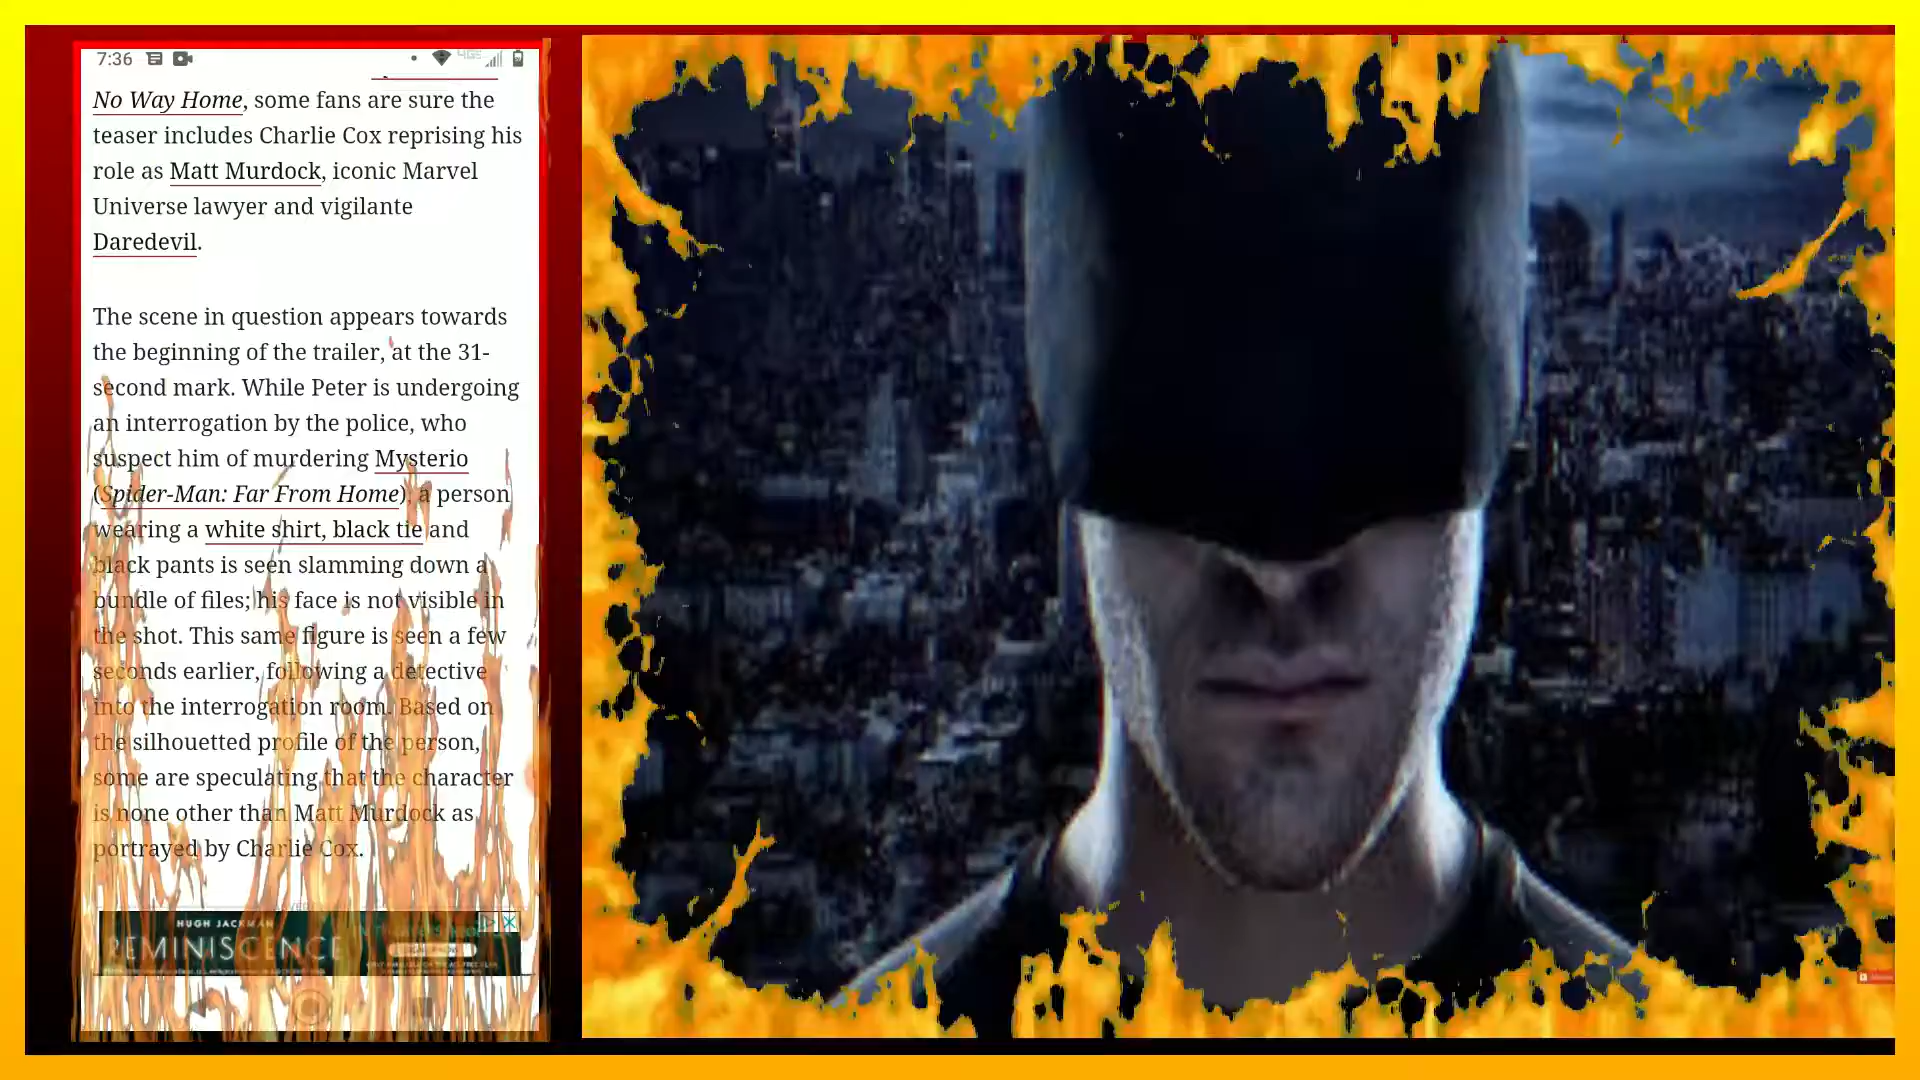 7:36
No Way Home, some fans are sure the
teaser includes Charlie Cox reprising his
role as Matt Murdock, iconic Marvel
Universe lawyer and vigilante
Daredevil.
The scene in question appears towards
the beginning of the trailer, at the 31-
second mark. While Peter is undergoing
an interrogation by the police, who
suspect him of murdering Mysterio
(Spider-Man: Far From Home), a person
wearing a white shirt, black tie and
black pants is seen slamming down a
bundle of files; his face is not visible in
the shot. This same figure is seen a few
seconds earlier, following a detective
into the interrogation room. Based on
the silhouetted profile of the person,
some are speculating that the character
is none other than Matt Murdock as
portrayed by Charlie Cox.
HUGH JACKMAN
REMINISCENCE